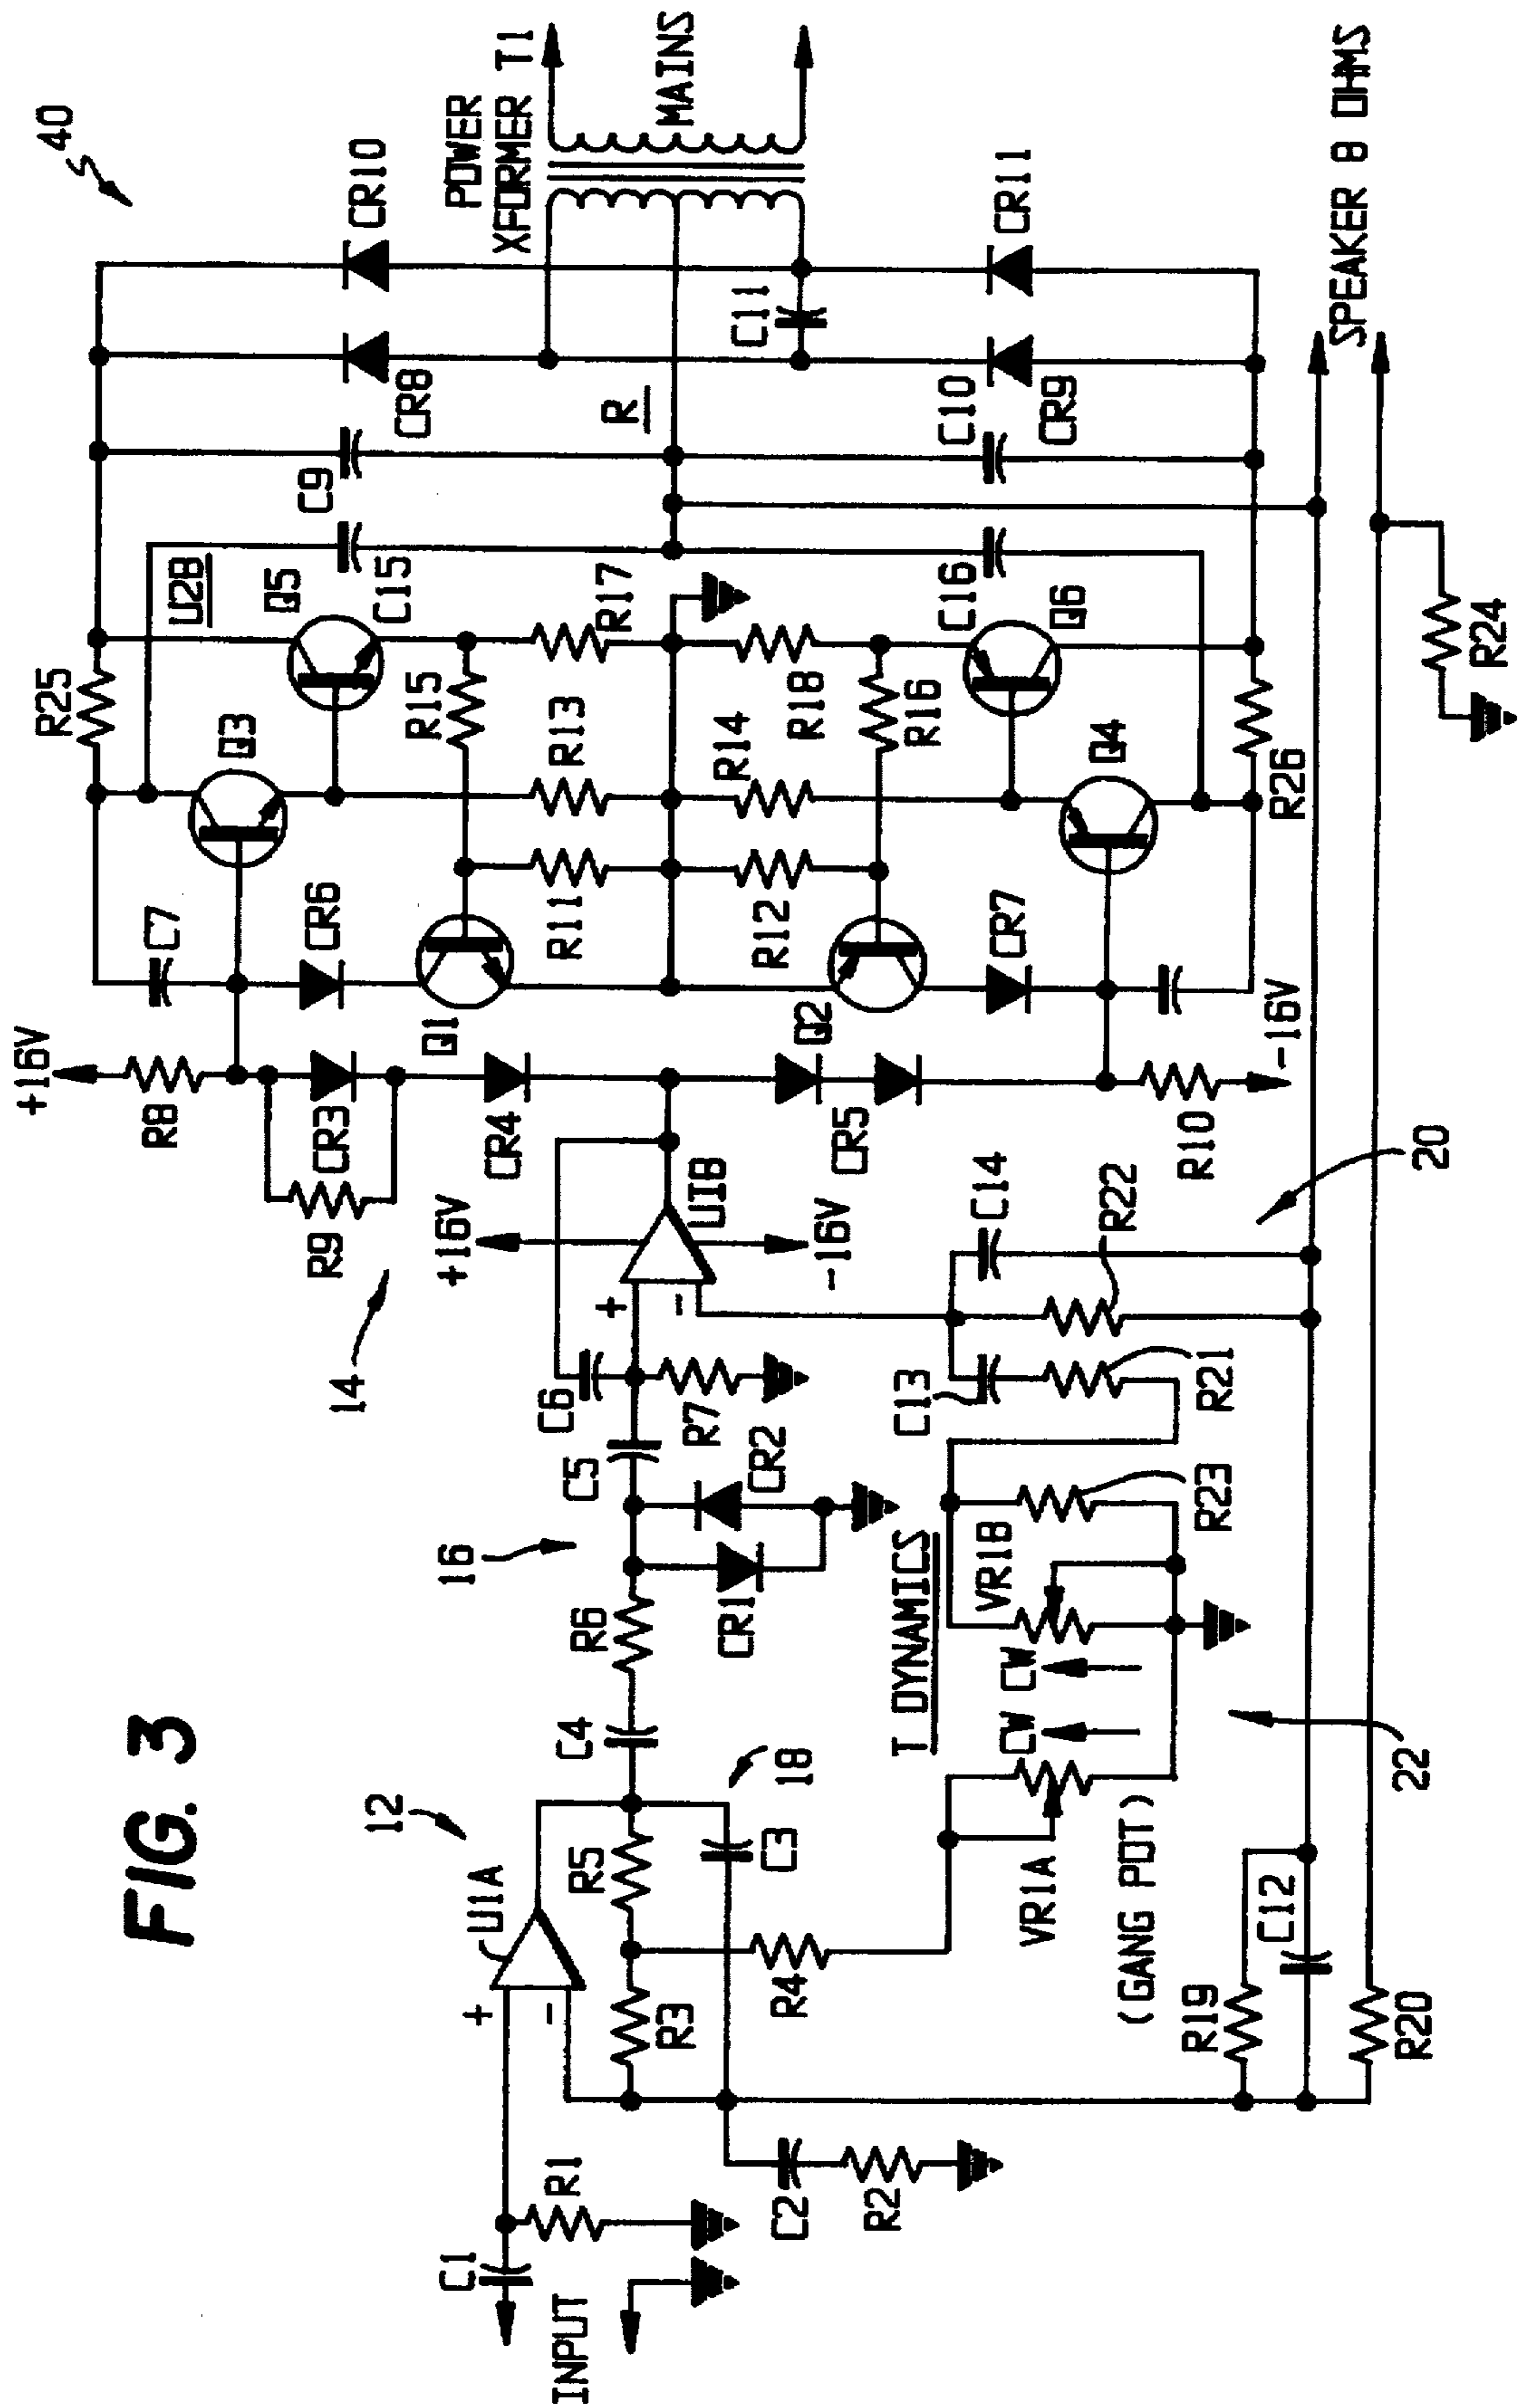 FIG. 3
40
POWER
XFORMER T1
MAINS
CR10
CR11
C11
CR8
CR9
R
C9
C10
U2B
Q5
C15
C16
Q6
R17
R18
R25
Q3
R15
R13
R14
R16
Q4
R26
SPEAKER 8 OHMS
R24
C7
CR6
R11
R12
CR7
Q1
Q2
+16V
R8
CR3
R9
CR4
CR5
R10
-16V
14
+16V
U1B
-16V
+
-
C6
R7
C5
CR2
CR1
16
R6
C4
C14
R22
20
C13
R21
R23
T DYNAMICS
VR1B
CW
CW
VR1A
(GANG POT)
22
12
U1A
+
-
R5
C3
18
R3
R4
R19
C12
R20
C1
R1
C2
R2
INPUT